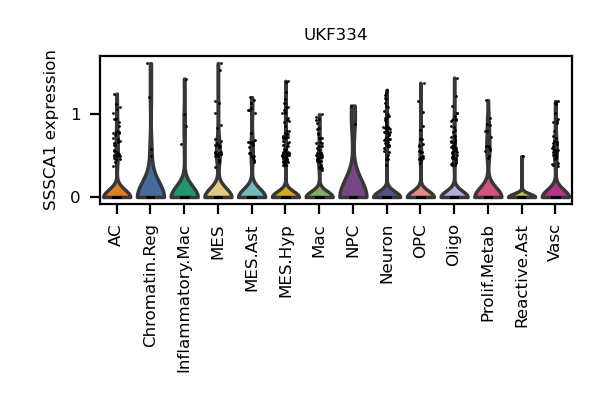 UKF334
SSSCA1 expression
1
0
AC
Chromatin.Reg
Inflammatory.Mac
MES
MES.Ast
MES.Hyp
Mac
NPC
Neuron
OPC
Oligo
Prolif.Metab
Reactive.Ast
Vasc